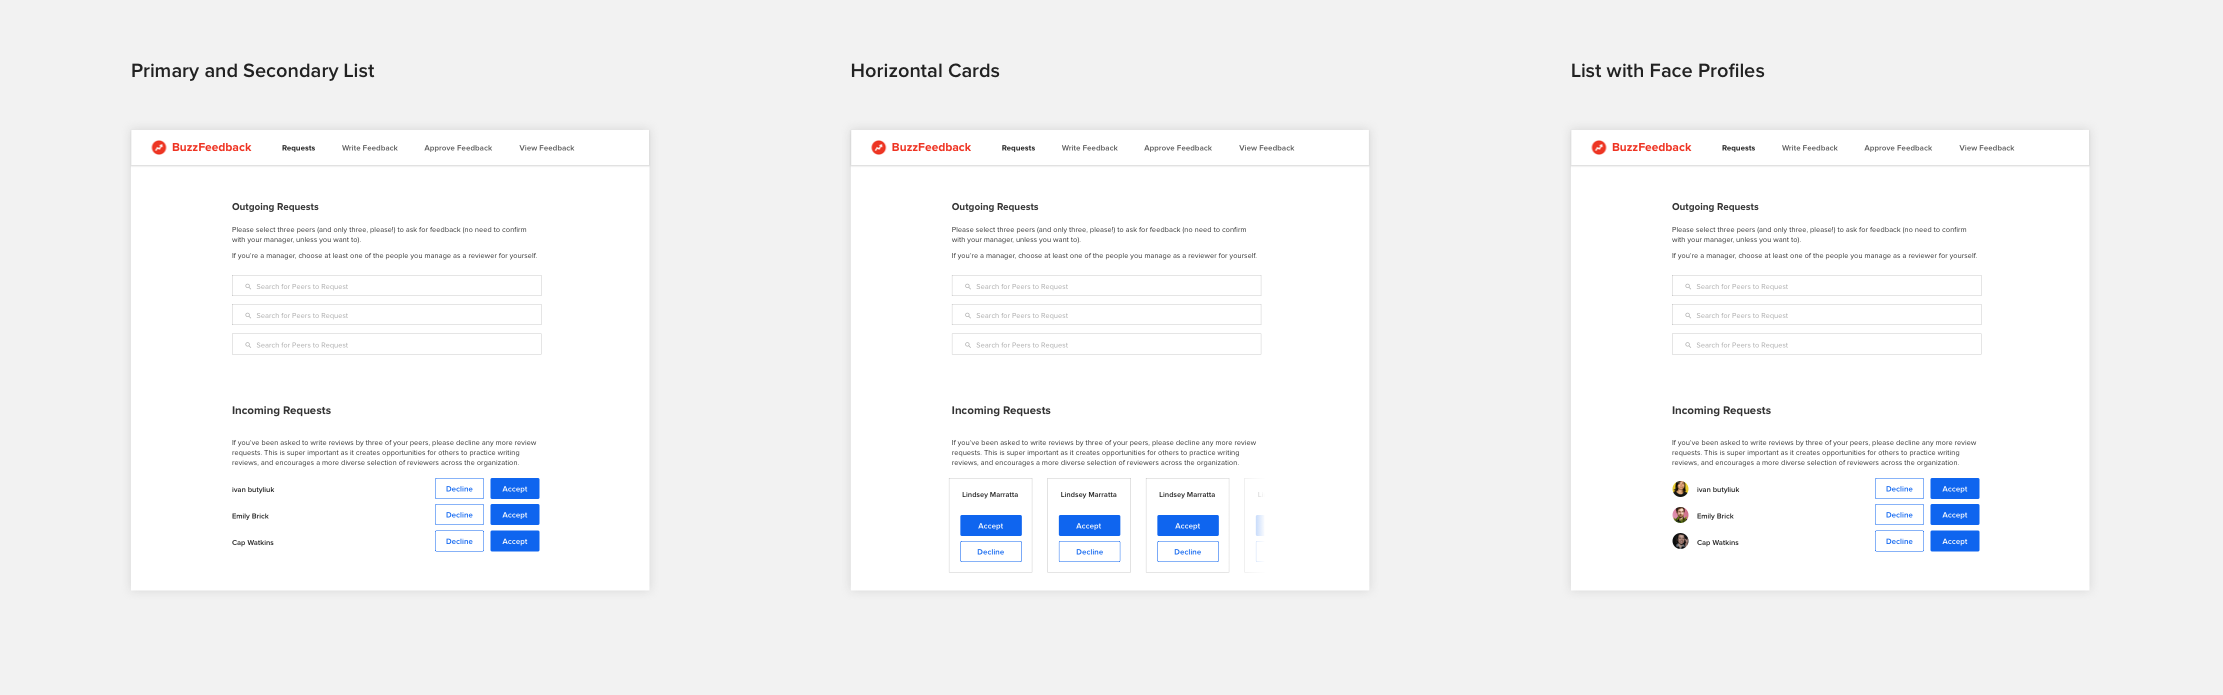 Primary and Secondary List
BuzzFeedback
Requests
Write Feedback
Approve Feedback
View Feedback
Outgoing Requests
Please select three peers (and only three, please!) to ask for feedback (no need to confirm
with your manager, unless you want to).
If you're a manager, choose at least one of the people you manage as a reviewer for yourself.
Search for Peers to Request
Search for Peers to Request
Search for Peers to Request
Incoming Requests
If you've been asked to write reviews by three of your peers, please decline any more review
requests. This is super important as it creates opportunities for others to practice writing
reviews, and encourages a more diverse selection of reviewers across the organization.
ivan butyliuk
Decline
Accept
Emily Brick
Decline
Accept
Cap Watkins
Decline
Accept
Horizontal Cards
BuzzFeedback
Requests
Write Feedback
Approve Feedback
View Feedback
Outgoing Requests
Please select three peers (and only three, please!) to ask for feedback (no need to confirm
with your manager, unless you want to).
If you're a manager, choose at least one of the people you manage as a reviewer for yourself.
Search for Peers to Request
Search for Peers to Request
Search for Peers to Request
Incoming Requests
If you've been asked to write reviews by three of your peers, please decline any more review
requests. This is super important as it creates opportunities for others to practice writing
reviews, and encourages a more diverse selection of reviewers across the organization.
Lindsey Marratta
Accept
Decline
Lindsey Marratta
Accept
Decline
Lindsey Marratta
Accept
Decline
List with Face Profiles
BuzzFeedback
Requests
Write Feedback
Approve Feedback
View Feedback
Outgoing Requests
Please select three peers (and only three, please!) to ask for feedback (no need to confirm
with your manager, unless you want to).
If you're a manager, choose at least one of the people you manage as a reviewer for yourself.
Search for Peers to Request
Search for Peers to Request
Search for Peers to Request
Incoming Requests
If you've been asked to write reviews by three of your peers, please decline any more review
requests. This is super important as it creates opportunities for others to practice writing
reviews, and encourages a more diverse selection of reviewers across the organization.
ivan butyliuk
Decline
Accept
Emily Brick
Decline
Accept
Cap Watkins
Decline
Accept